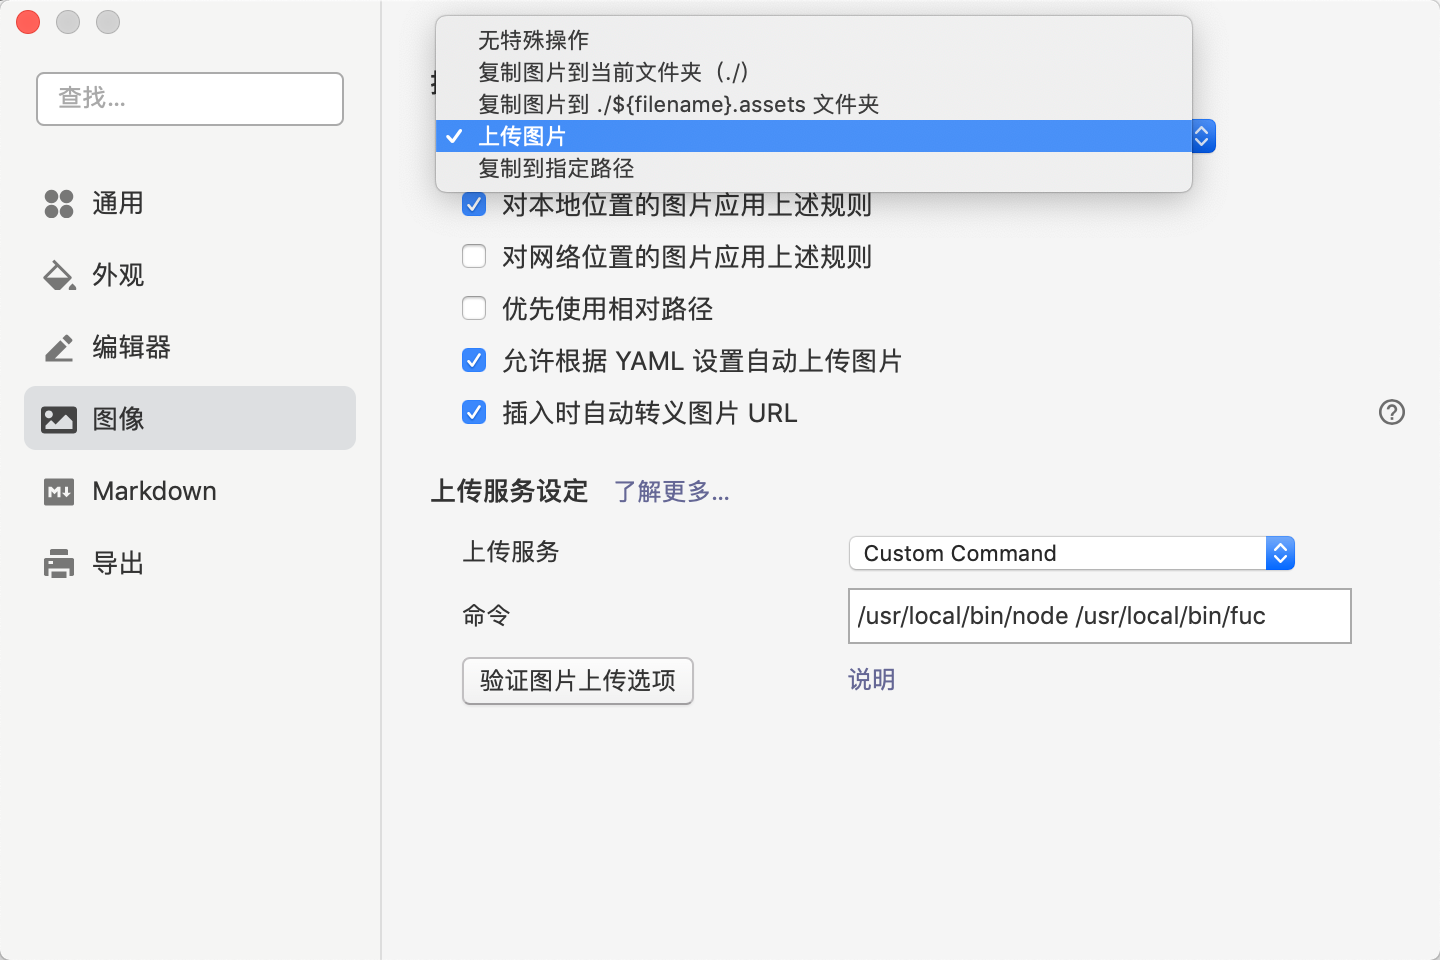 无特殊操作
复制图片到当前文件夹（./）
复制图片到 ./${filename}.assets 文件夹
上传图片
复制到指定路径
查找...
通用
外观
编辑器
图像
Markdown
导出
对本地位置的图片应用上述规则
对网络位置的图片应用上述规则
优先使用相对路径
允许根据 YAML 设置自动上传图片
插入时自动转义图片 URL
上传服务设定 了解更多...
上传服务 Custom Command
命令 /usr/local/bin/node /usr/local/bin/fuc
验证图片上传选项 说明